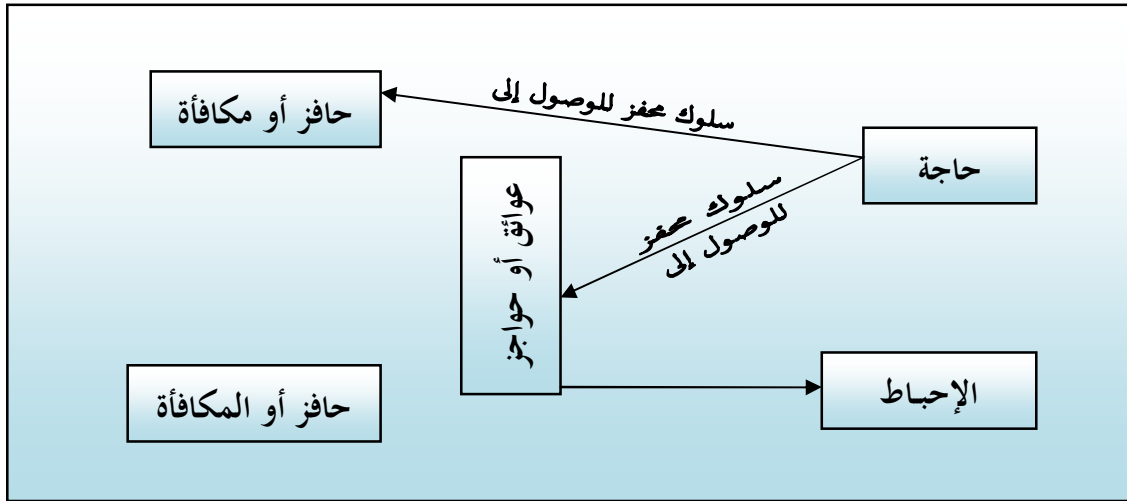 حافز أو مكافأة
سلوك محفز للوصول إلى
حاجة
سلوك محفز
للوصول إلى
عوائق أو حواجز
الإحباط
حافز أو المكافأة